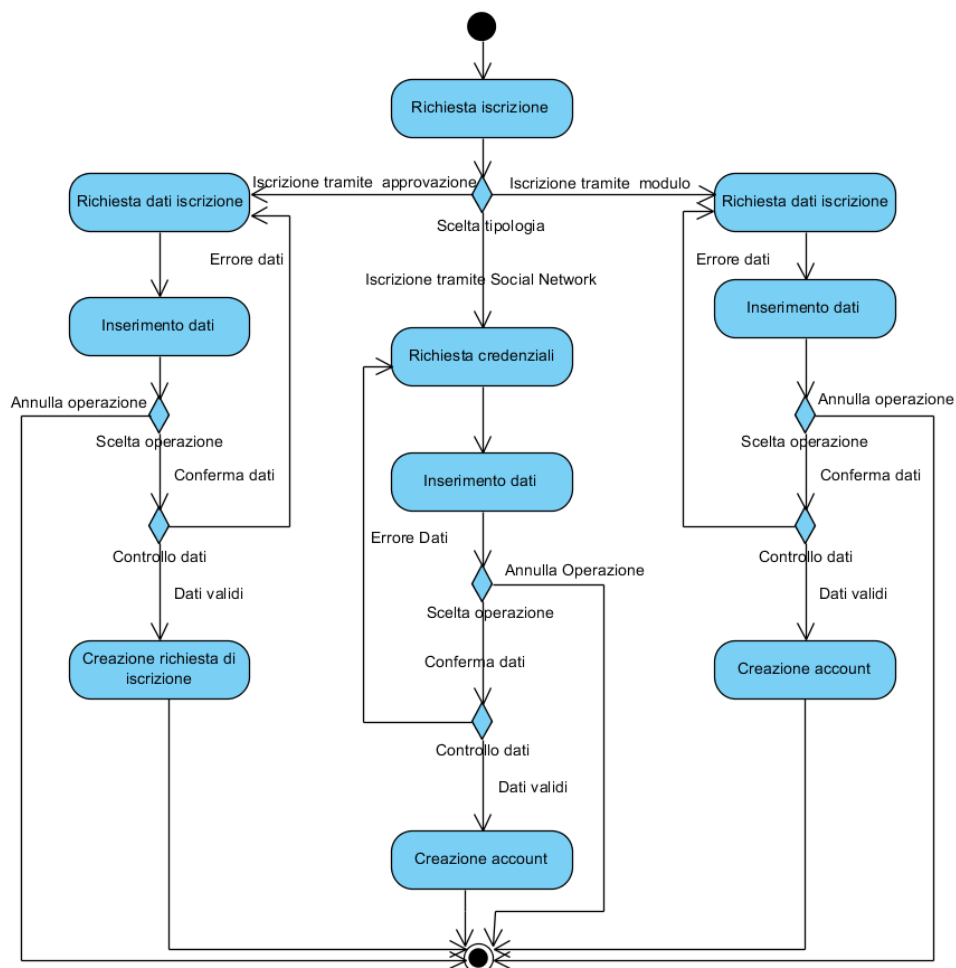 Richiesta iscrizione
Iscrizione tramite approvazione
Iscrizione tramite modulo
Richiesta dati iscrizione
Richiesta dati iscrizione
Scelta tipologia
Errore dati
Errore dati
Iscrizione tramite Social Network
Inserimento dati
Inserimento dati
Richiesta credenziali
Annulla operazione
Annulla operazione
Scelta operazione
Scelta operazione
Conferma dati
Conferma dati
Inserimento dati
Errore Dati
Controllo dati
Controllo dati
Annulla Operazione
Dati validi
Dati validi
Scelta operazione
Creazione richiesta di
iscrizione
Conferma dati
Creazione account
Controllo dati
Dati validi
Creazione account